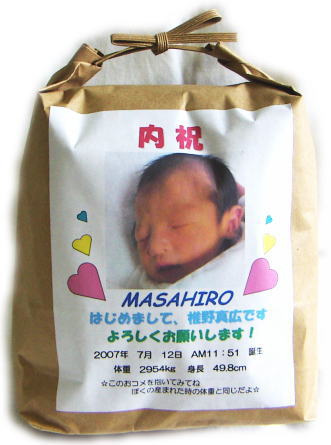 内祝
MASAHIRO
はじめまして、椎野真広です
よろしくお願いします！
2007年 7月 12日 AM11：51 誕生
体重 2954kg 身長 49.8cm
☆このおコメを抱いてみてね
ぼくの産まれた時の体重と同じだよ☆